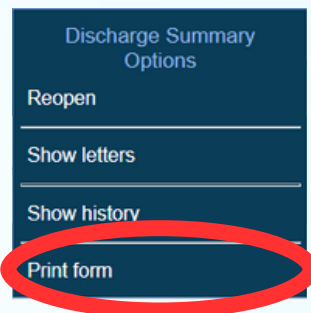 Discharge Summary
Options
Reopen
Show letters
Show history
Print form